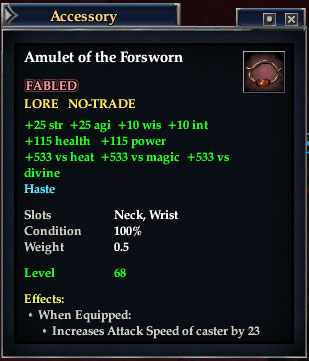 Accessory
Amulet of the Forsworn
FABLED
LORE NO-TRADE
+25 str +25 agi +10 wis +10 int
+115 health +115 power
+533 vs heat +533 vs magic +533 vs
divine
Haste
Slots Neck, Wrist
Condition 100%
Weight 0.5
Level 68
Effects:
When Equipped:
Increases Attack Speed of caster by 23